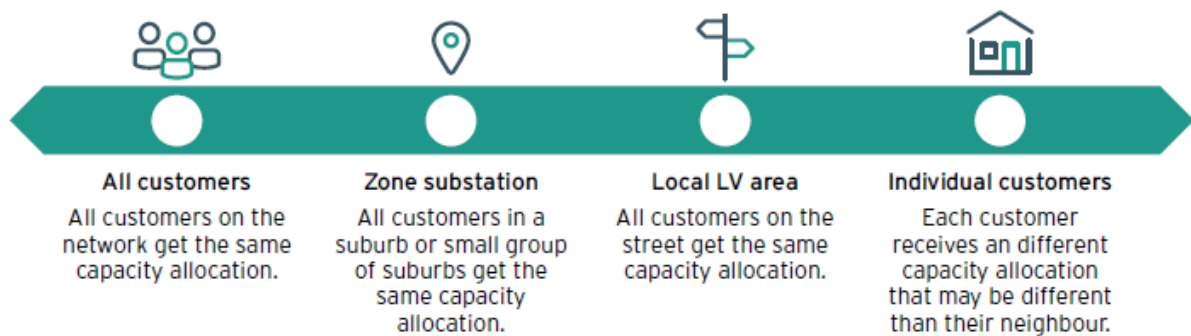 All customers
All customers on the
network get the same
capacity allocation.
Zone substation
All customers in a
suburb or small group
of suburbs get the
same capacity
allocation.
Local LV area
All customers on the
street get the same
capacity allocation.
Individual customers
Each customer
receives an different
capacity allocation
that may be different
than their neighbour.